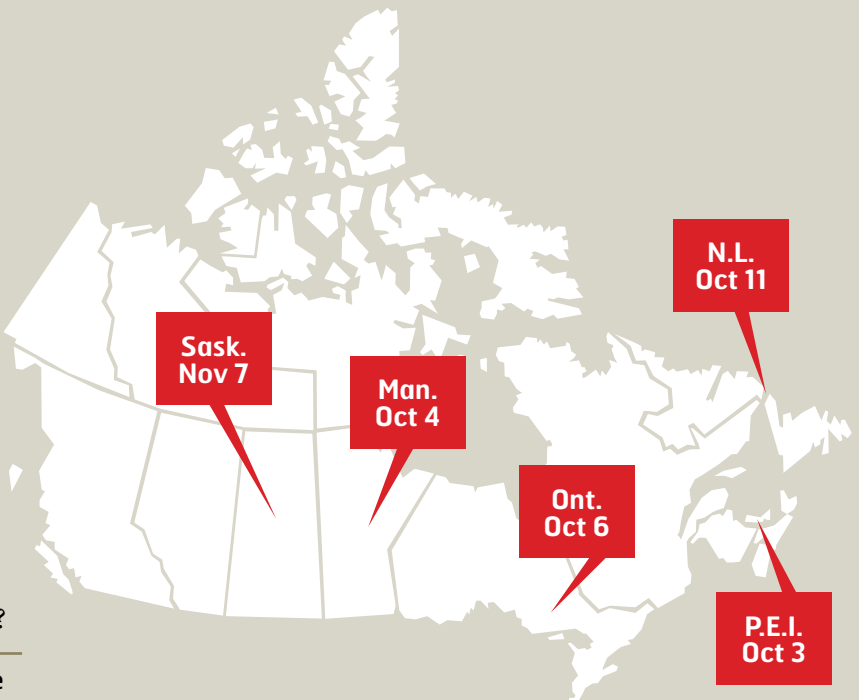 N.L.
Oct 11
Sask.
Nov 7
Man.
Oct 4
Ont.
Oct 6
P.E.I.
Oct 3
?
e